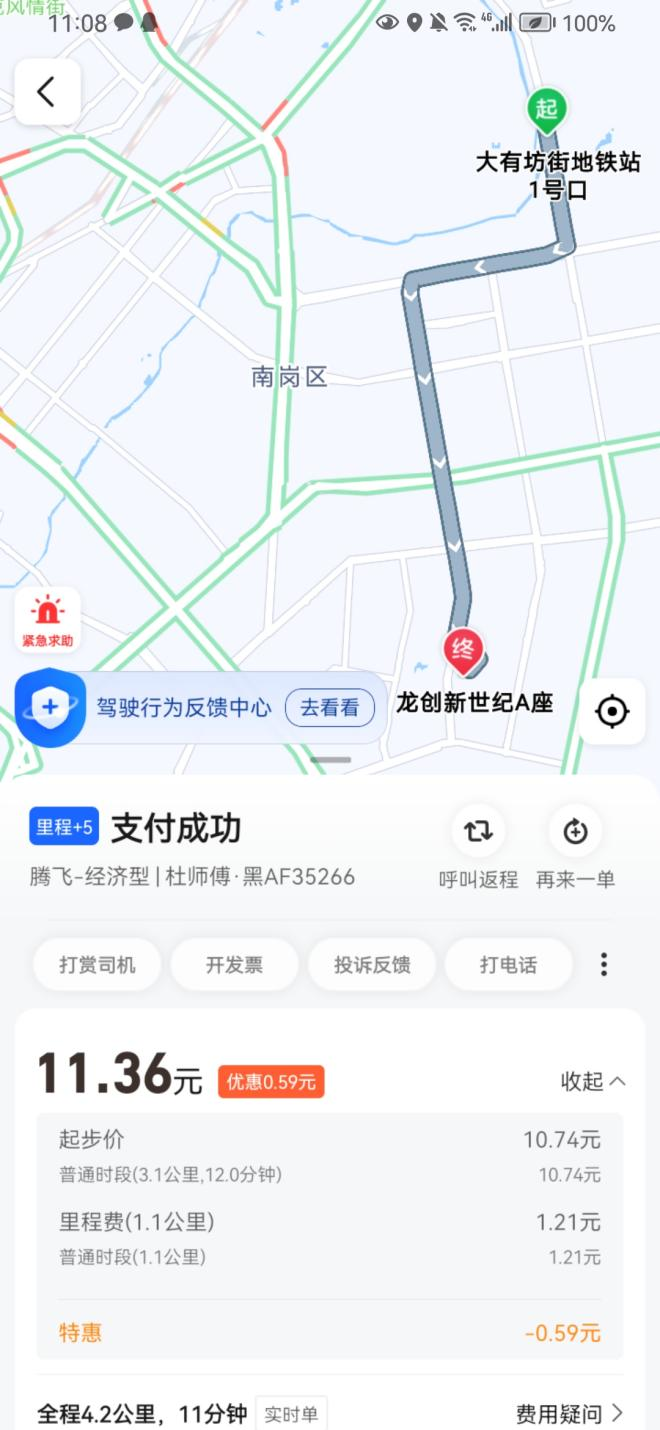 风情街
11:08
4G
100%
起
大有坊街地铁站
1号口
南岗区
紧急求助
终
驾驶行为反馈中心
去看看
龙创新世纪A座
里程+5
支付成功
腾飞-经济型 | 杜师傅·黑AF35266
呼叫返程
再来一单
打赏司机
开发票
投诉反馈
打电话
11.36元
优惠0.59元
收起
起步价
10.74元
普通时段(3.1公里,12.0分钟)
10.74元
里程费(1.1公里)
1.21元
普通时段(1.1公里)
1.21元
特惠
-0.59元
全程4.2公里，11分钟
实时单
费用疑问